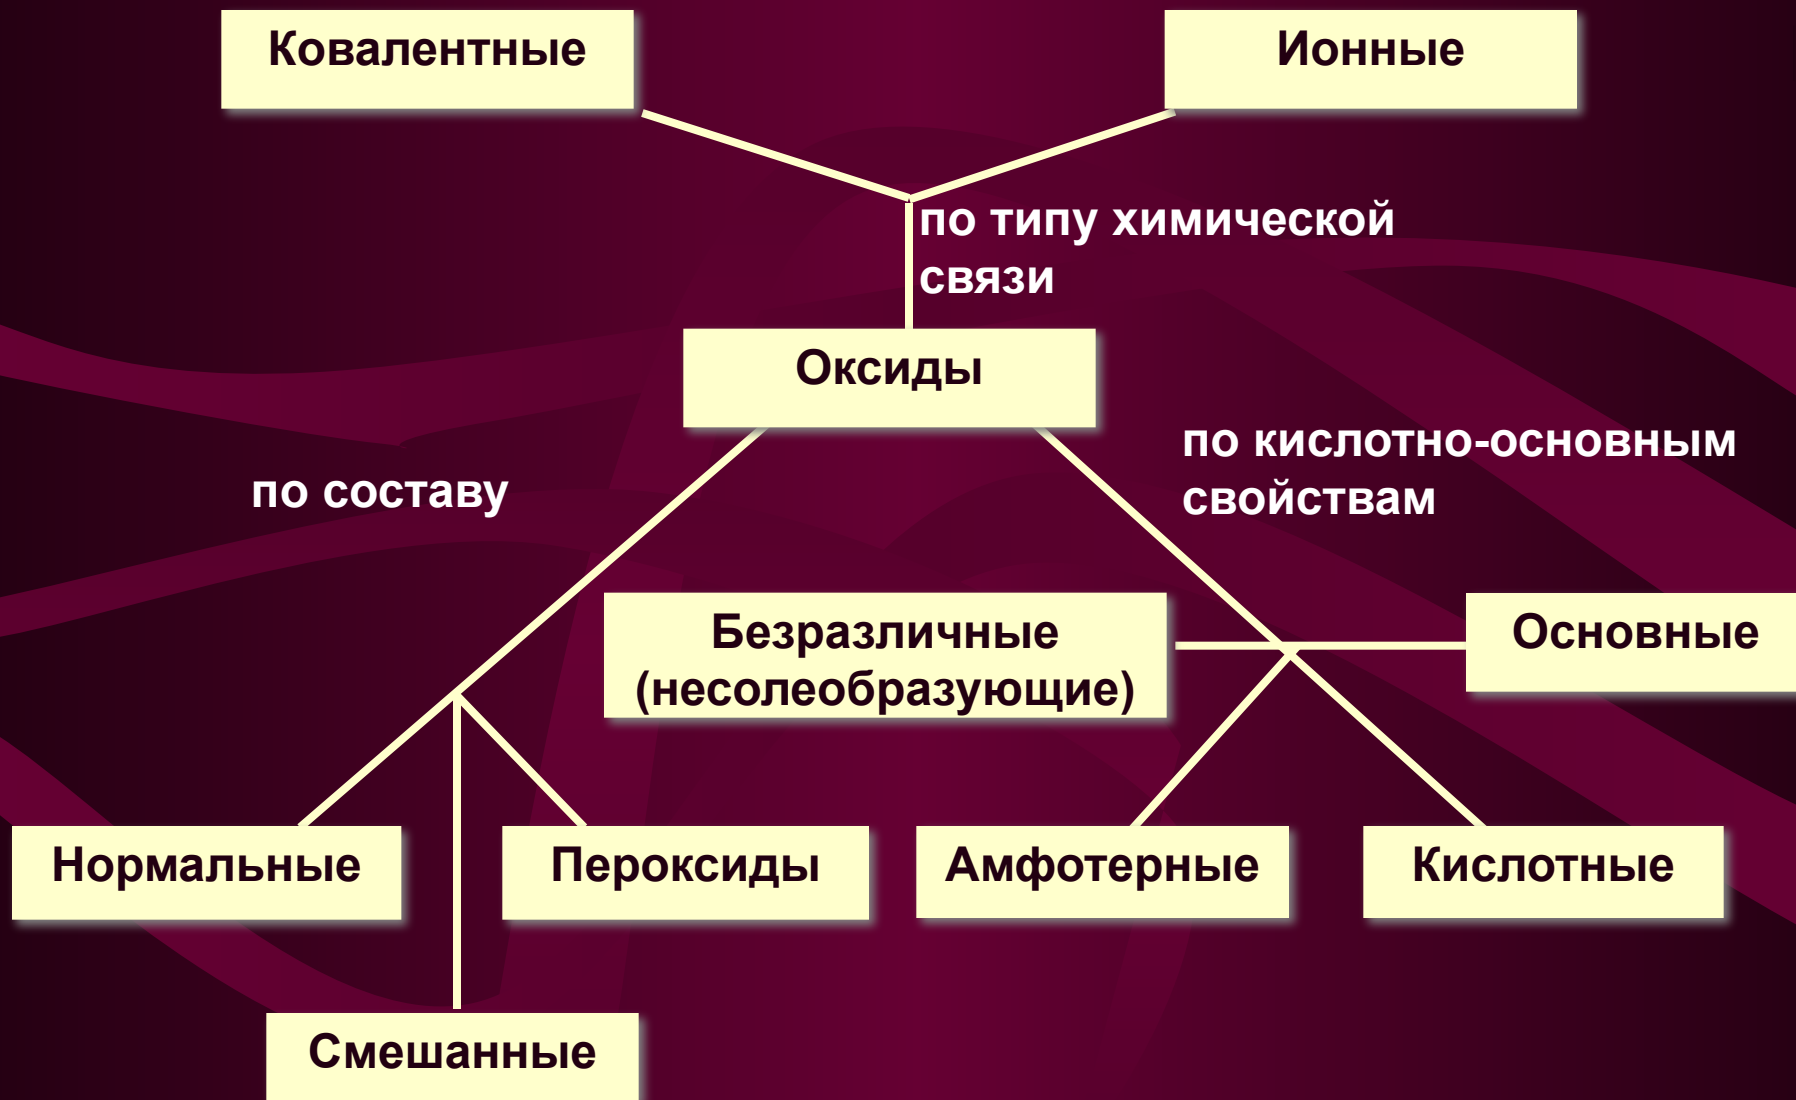 Ковалентные
Ионные
по типу химической
связи
Оксиды
по составу
по кислотно-основным
свойствам
Безразличные
(несолеобразующие)
Основные
Нормальные
Пероксиды
Амфотерные
Кислотные
Смешанные